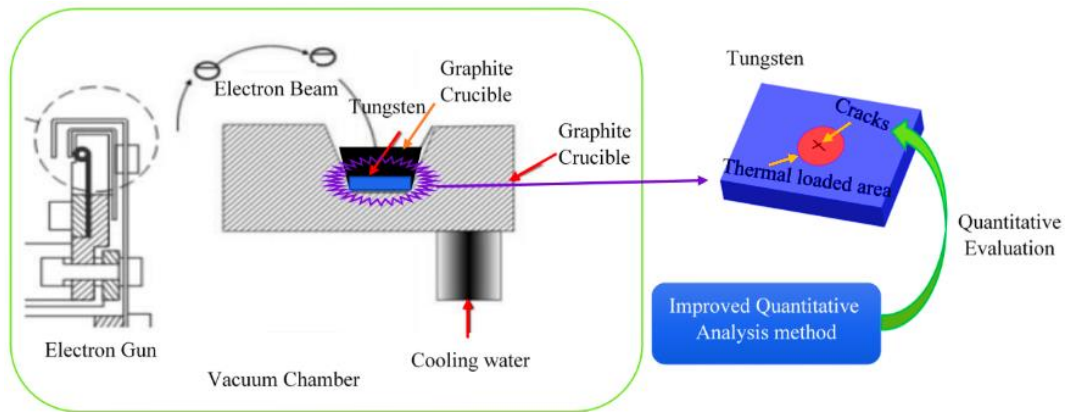 Electron Beam
Tungsten
Graphite
Crucible
Graphite
Crucible
Electron Gun
Vacuum Chamber
Cooling water
Tungsten
Cracks
Thermal loaded area
Quantitative
Evaluation
Improved Quantitative
Analysis method